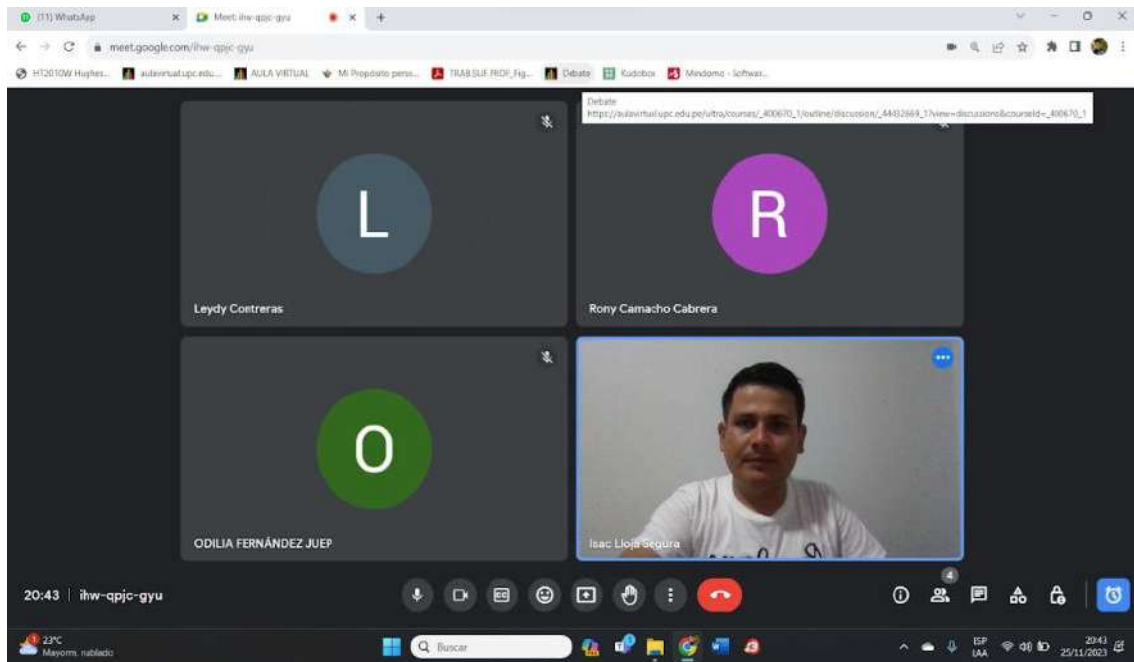 (11) WhatsApp
Meet: ihw-qpjc-gyu
meet.google.com/ihw-qpjc-gyu
HT2010W Hughes...
aulavirtual.upc.edu...
AULA VIRTUAL
Mi Propósito perso...
TRAB.SUF.PROF_Fig...
Debate
Kudobox
Mindomo - Softwar...
Debate
https://aulavirtual.upc.edu.pe/ultra/courses/_400670_1/outline/discussion/_44432669_1?view=discussions&courseId=_400670_1
L
R
Leydy Contreras
Rony Camacho Cabrera
O
ODILIA FERNÁNDEZ JUEP
Isac Lloja Segura
4
20:43 | ihw-qpjc-gyu
23°C
Mayorm. nublado
Buscar
ESP
LAA
20:43
25/11/2023